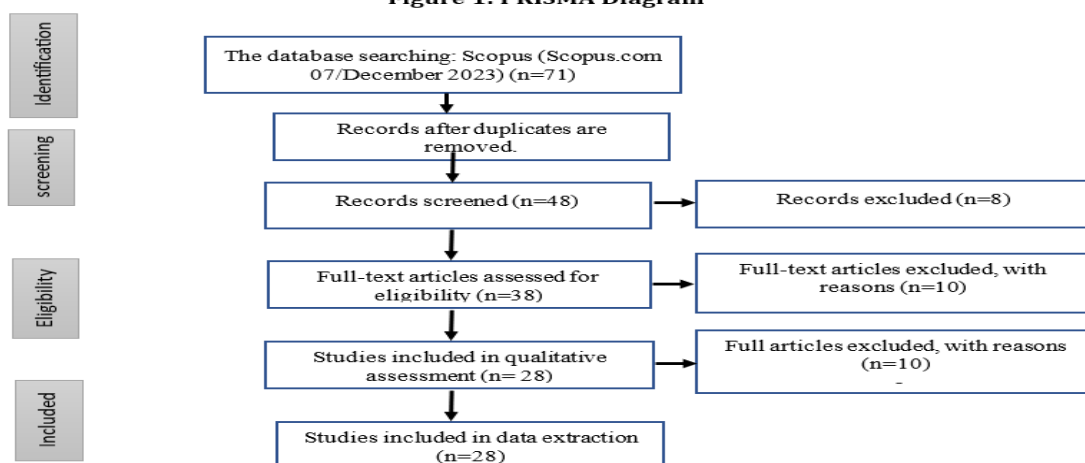 Figure 1. PRISMA Diagram
Identification
The database searching: Scopus (Scopus.com
07/December 2023) (n=71)
Records after duplicates are
removed.
screening
Records screened (n=48)
Records excluded (n=8)
Full-text articles assessed for
eligibility (n=38)
Full-text articles excluded, with
reasons (n=10)
Eligibility
Studies included in qualitative
assessment (n= 28)
Full articles excluded, with reasons
(n=10)
-
Included
Studies included in data extraction
(n=28)